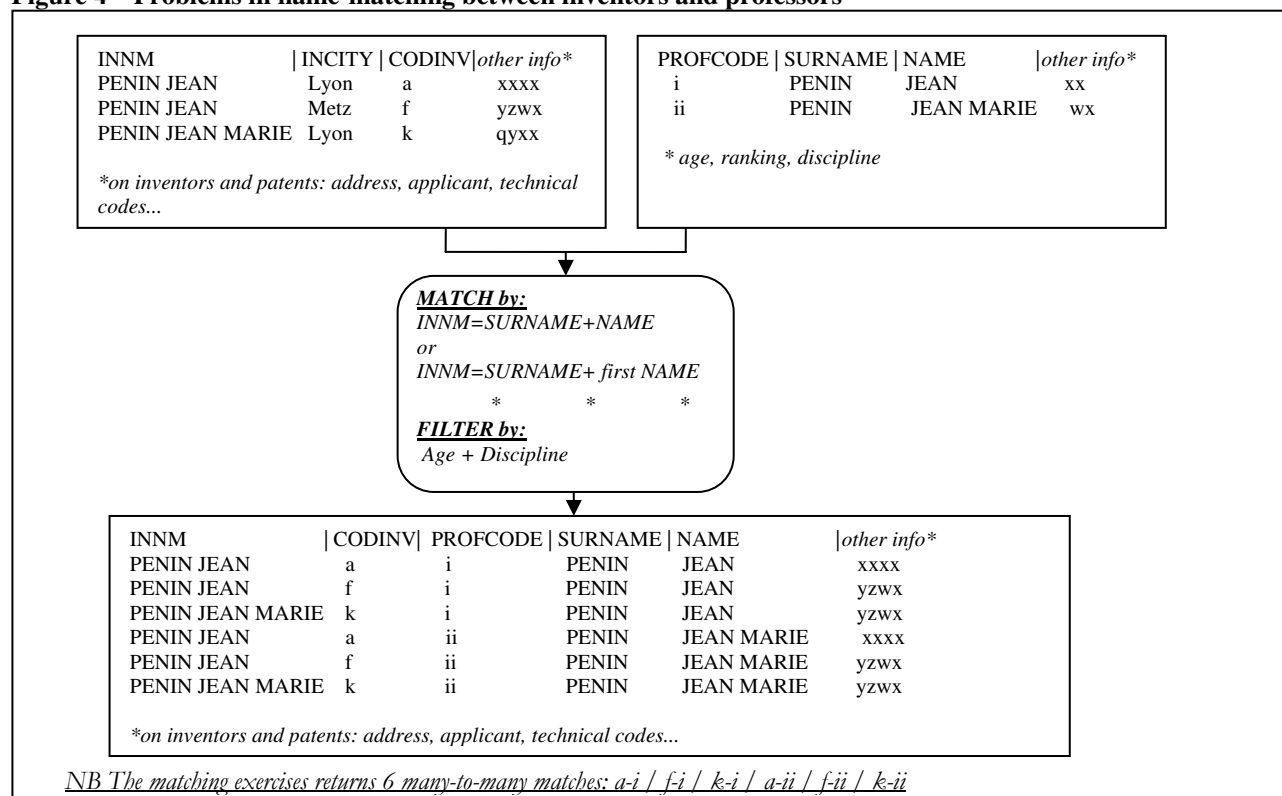 Figure 4 – Problems in name-matching between inventors and professors
INNM |INCITY |CODINV|other info*
PENIN JEAN Lyon a xxxx
PENIN JEAN Metz f yzwx
PENIN JEAN MARIE Lyon k qyxx
*on inventors and patents: address, applicant, technical
codes...
PROFCODE |SURNAME |NAME |other info*
i PENIN JEAN xx
ii PENIN JEAN MARIE wx
* age, ranking, discipline
MATCH by:
INNM=SURNAME+NAME
or
INNM=SURNAME+ first NAME
* * *
FILTER by:
Age + Discipline
INNM |CODINV| PROFCODE |SURNAME |NAME |other info*
PENIN JEAN a i PENIN JEAN xxxx
PENIN JEAN f i PENIN JEAN yzwx
PENIN JEAN MARIE k i PENIN JEAN yzwx
PENIN JEAN a ii PENIN JEAN MARIE xxxx
PENIN JEAN f ii PENIN JEAN MARIE yzwx
PENIN JEAN MARIE k ii PENIN JEAN MARIE yzwx
*on inventors and patents: address, applicant, technical codes...
NB The matching exercises returns 6 many-to-many matches: a-i / f-i / k-i / a-ii / f-ii / k-ii